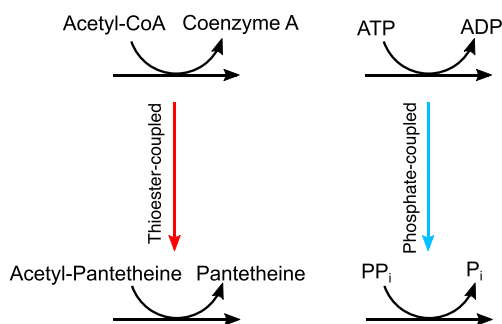 Acetyl-CoA Coenzyme A
ATP ADP
Thioester-coupled
Phosphate-coupled
Acetyl-Pantetheine Pantetheine
PPi Pi